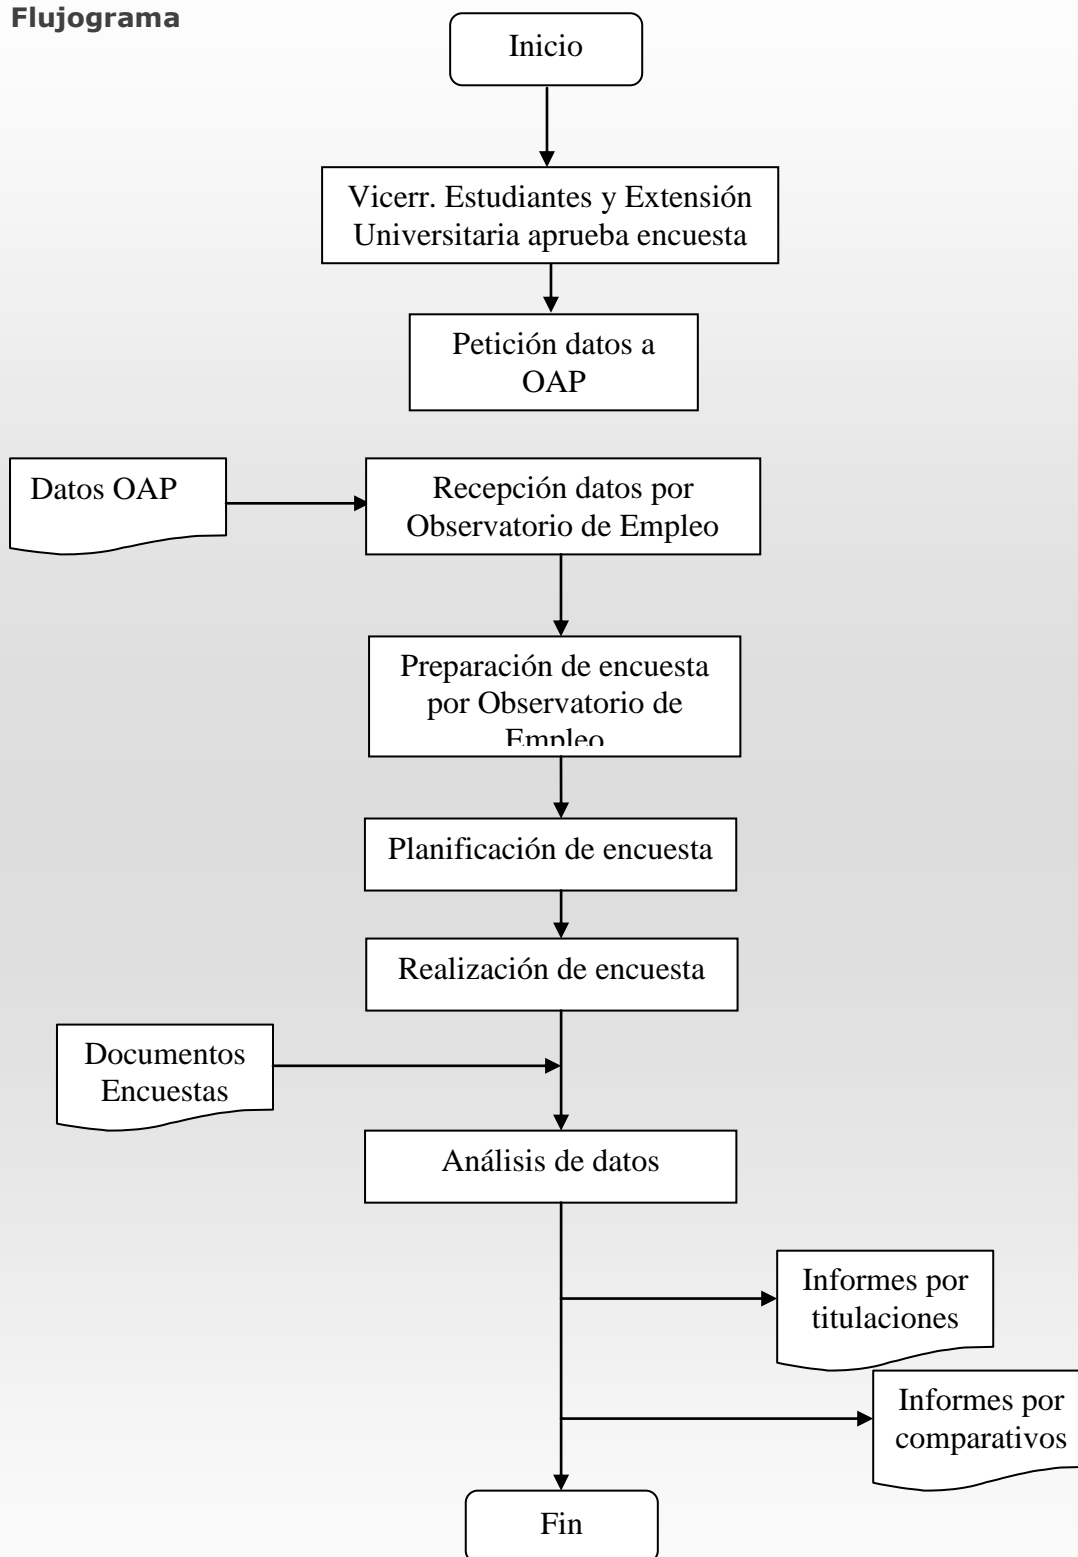 Flujograma
Inicio
Vicerr. Estudiantes y Extensión
Universitaria aprueba encuesta
Petición datos a
OAP
Datos OAP
Recepción datos por
Observatorio de Empleo
Preparación de encuesta
por Observatorio de
Empleo
Planificación de encuesta
Realización de encuesta
Documentos
Encuestas
Análisis de datos
Informes por
titulaciones
Informes por
comparativos
Fin